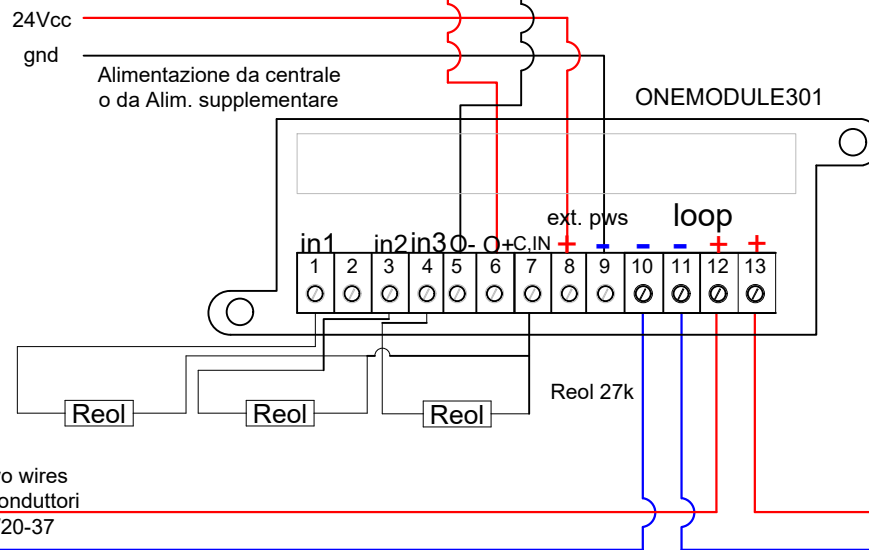 24Vcc
gnd
Alimentazione da centrale
o da Alim. supplementare
ONEMODULE301
ext. pws
loop
in1 in2 in3 O- O+ C,IN + - - - + +
1 2 3 4 5 6 7 8 9 10 11 12 13
Reol 27k
Reol Reol Reol
wires
20-37